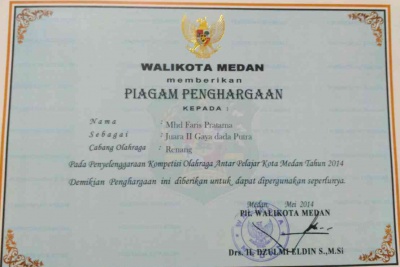 WALIKOTA MEDAN
memberikan
PIAGAM PENGHARGAAN
KEPADA :
Nama : Mhd Faris Pratama
Sebagai : Juara II Gaya dada Putra
Cabang Olahraga : Renang
Pada Penyelenggaraan Kompetisi Olahraga Antar Pelajar Kota Medan Tahun 2014
Demikian Penghargaan ini diberikan untuk dapat dipergunakan seperlunya.
Medan, Mei 2014
Plt. WALIKOTA MEDAN
Drs. H. DZULMI ELDIN S.,M.Si